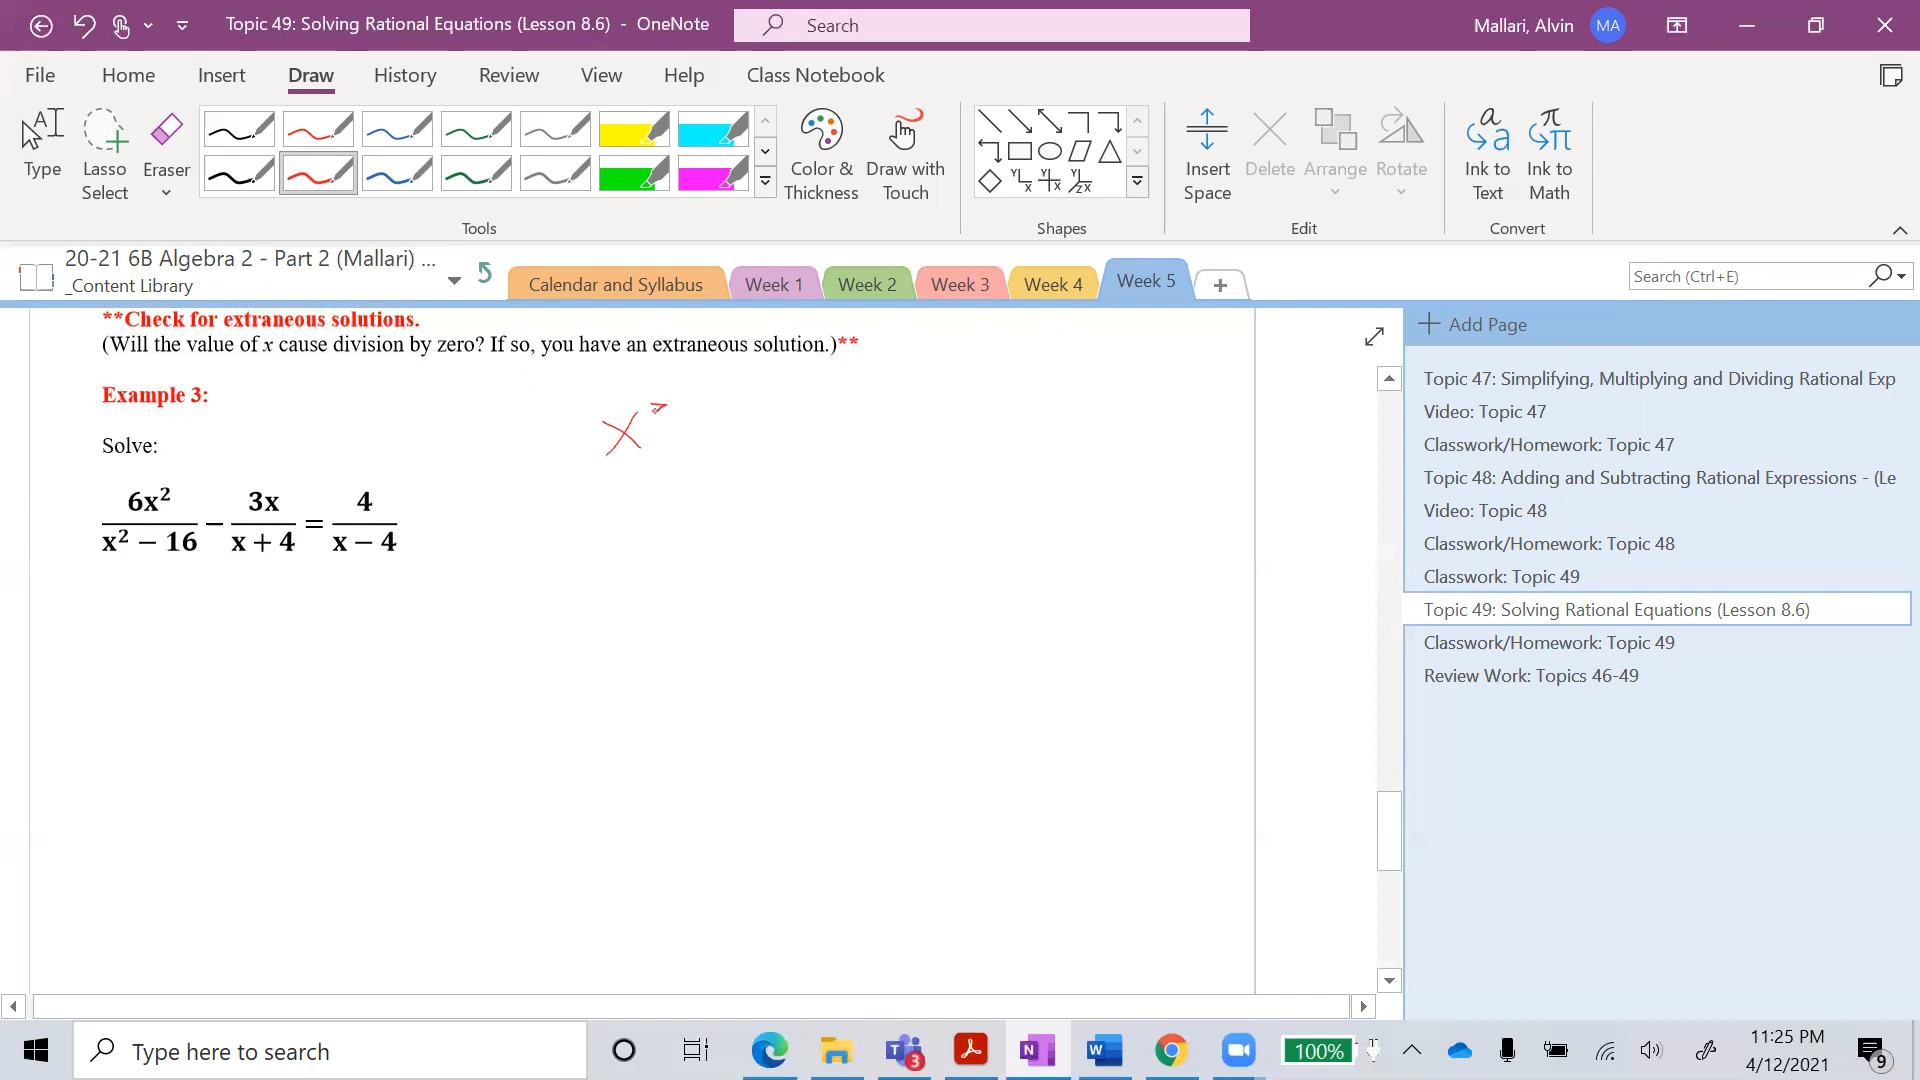 Topic 49: Solving Rational Equations (Lesson 8.6) - OneNote
Search
Mallari, Alvin
MA
File Home Insert Draw History Review View Help Class Notebook
Type
Lasso Select
Eraser
Color & Thickness
Draw with Touch
Insert Space
Delete
Arrange
Rotate
Ink to Text
Ink to Math
Tools
Shapes
Edit
Convert
20-21 6B Algebra 2 - Part 2 (Mallari) ...
_Content Library
Calendar and Syllabus
Week 1
Week 2
Week 3
Week 4
Week 5
Search (Ctrl+E)
**Check for extraneous solutions.
(Will the value of x cause division by zero? If so, you have an extraneous solution.)**
Example 3:
Solve:
6x² / (x² − 16) − 3x / (x + 4) = 4 / (x − 4)
x
Add Page
Topic 47: Simplifying, Multiplying and Dividing Rational Exp
Video: Topic 47
Classwork/Homework: Topic 47
Topic 48: Adding and Subtracting Rational Expressions - (Le
Video: Topic 48
Classwork/Homework: Topic 48
Classwork: Topic 49
Topic 49: Solving Rational Equations (Lesson 8.6)
Classwork/Homework: Topic 49
Review Work: Topics 46-49
Type here to search
3
100%
11:25 PM
4/12/2021
9